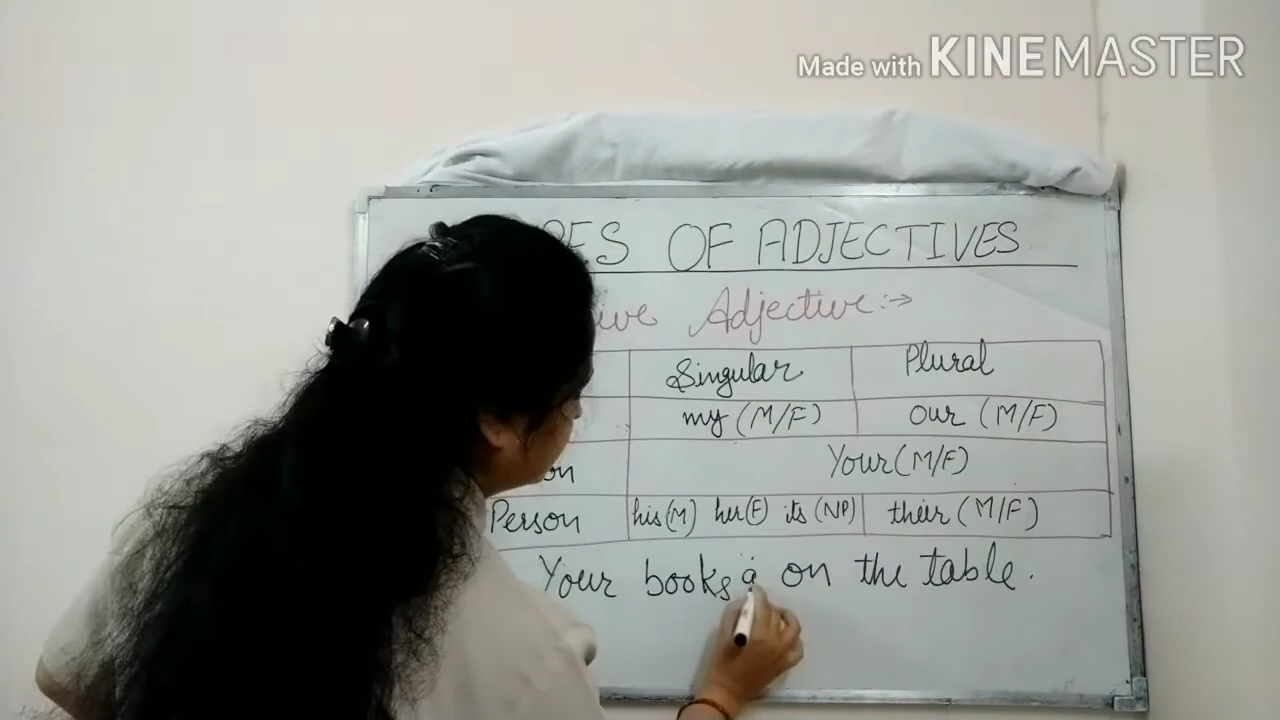 Made with KINEMASTER
OF ADJECTIVES
Adjective :→
Singular Plural
my (M/F) our (M/F)
Your (M/F)
Person his(M) her(F) its (NP) their (M/F)
Your books on the table.